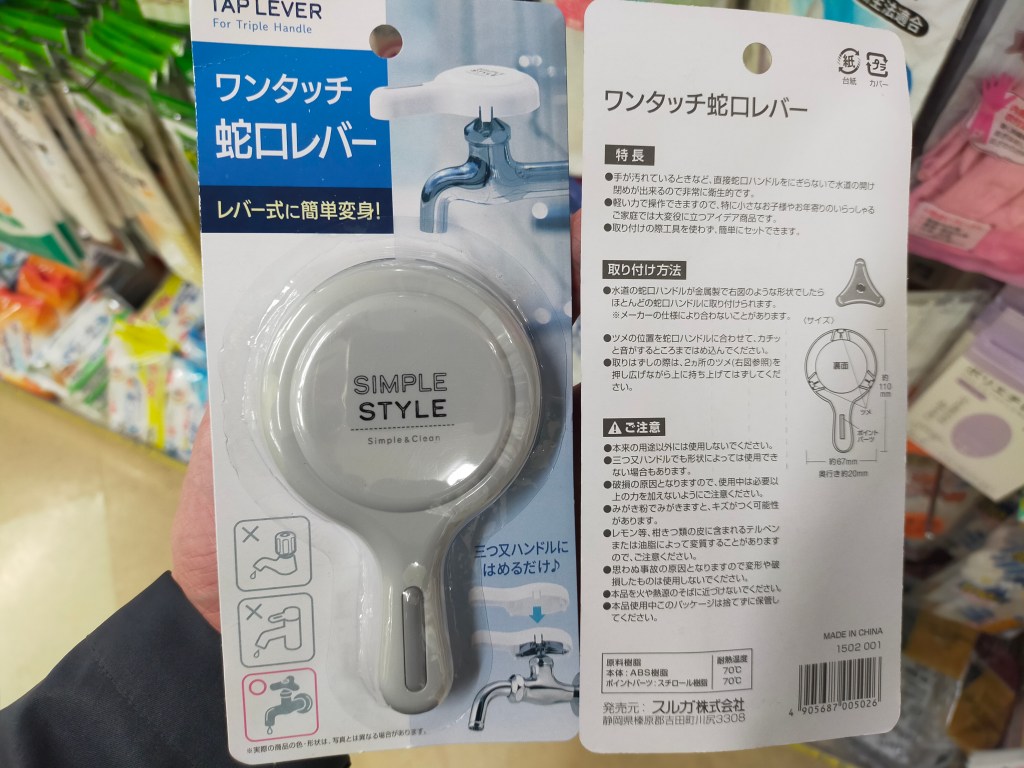 TAP LEVER
For Triple Handle
ワンタッチ
蛇口レバー
レバー式に簡単変身!
SIMPLE
STYLE
Simple & Clean
三つ又ハンドルに
はめるだけ♪
*実際の商品の色・形状は、写真とは異なる場合があります。
紙
台紙
プラ
カバー
ワンタッチ蛇口レバー
特長
●手が汚れているときなど、直接蛇口ハンドルをにぎらないで水道の開け
閉めが出来るので非常に衛生的です。
●軽い力で操作できますので、特に小さなお子様やお年寄りのいらっしゃる
ご家庭では大変役に立つアイデア商品です。
●取り付けの際工具を使わず、簡単にセットできます。
取り付け方法
●水道の蛇口ハンドルが金属製で右図のような形状でしたら
ほとんどの蛇口ハンドルに取り付けられます。
※メーカーの仕様により合わないことがあります。
●ツメの位置を蛇口ハンドルに合わせて、カチッ
と音がするところまではめ込んでください。
●取りはずしの際は、2ヵ所のツメ(右図参照)を
押し広げながら上に持ち上げてはずしてくだ
さい。
〈サイズ〉
裏面
ツメ
ポイント
パーツ
約
110
mm
約67mm
奥行き約20mm
ご注意
●本来の用途以外には使用しないでください。
●三つ又ハンドルでも形状によっては使用でき
ない場合もあります。
●破損の原因となりますので、使用中は必要以
上の力を加えないようにご注意ください。
●みがき粉でみがきますと、キズがつく可能性
があります。
●レモン等、柑きつ類の皮に含まれるテルペン
または油脂によって変質することがあります
ので、ご注意ください。
●思わぬ事故の原因となりますので変形や破
損したものは使用しないでください。
●本品を火や熱源のそばに近づけないでください。
●本品使用中このパッケージは捨てずに保管し
てください。
MADE IN CHINA
1502 001
原料樹脂 耐熱温度
本体:ABS樹脂 70℃
ポイントパーツ:スチロール樹脂 70℃
発売元:スルガ株式会社
静岡県榛原郡吉田町川尻3308
4 905687 005026